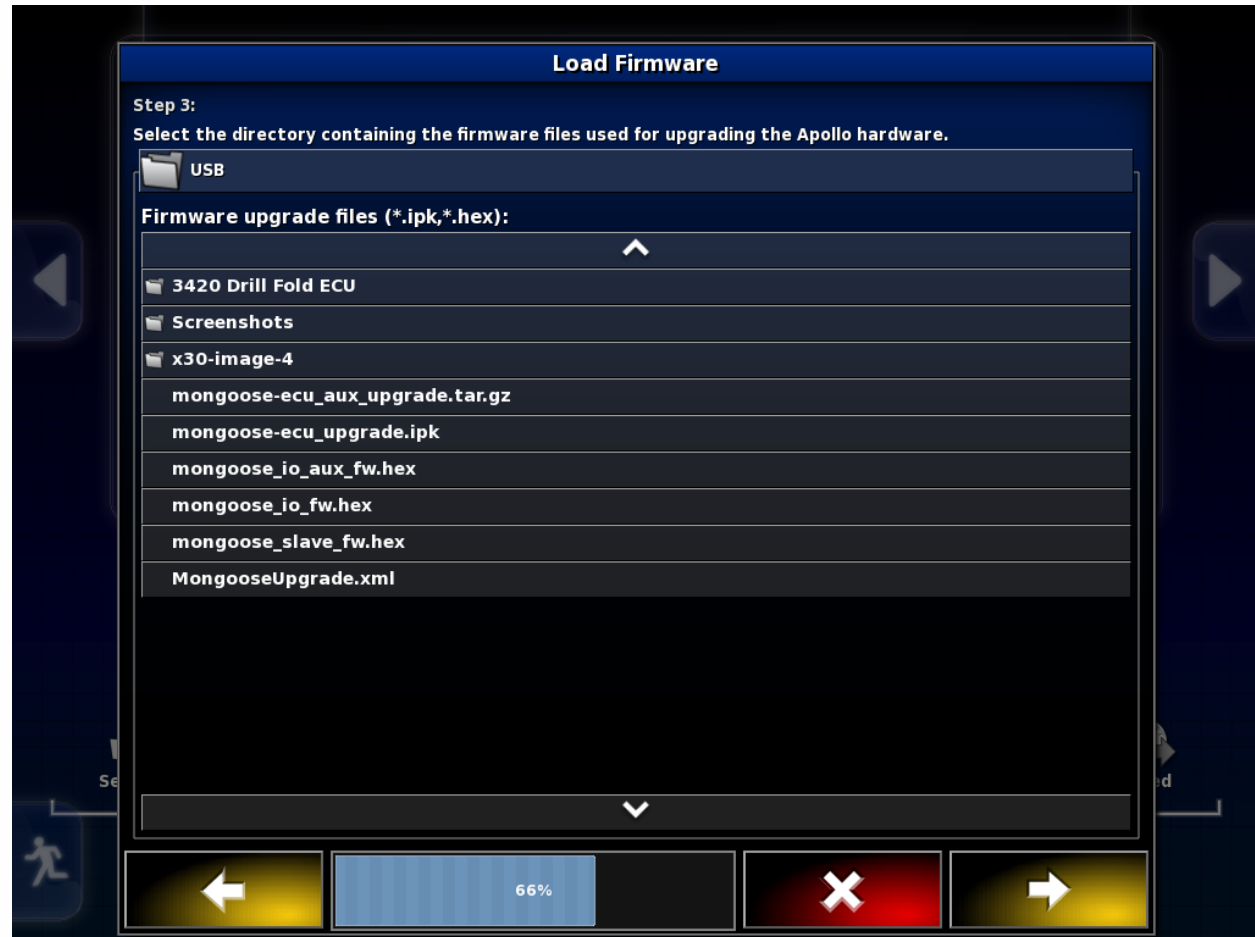 Load Firmware
Step 3:
Select the directory containing the firmware files used for upgrading the Apollo hardware.
USB
Firmware upgrade files (*.ipk,*.hex):
3420 Drill Fold ECU
Screenshots
x30-image-4
mongoose-ecu_aux_upgrade.tar.gz
mongoose-ecu_upgrade.ipk
mongoose_io_aux_fw.hex
mongoose_io_fw.hex
mongoose_slave_fw.hex
MongooseUpgrade.xml
66%